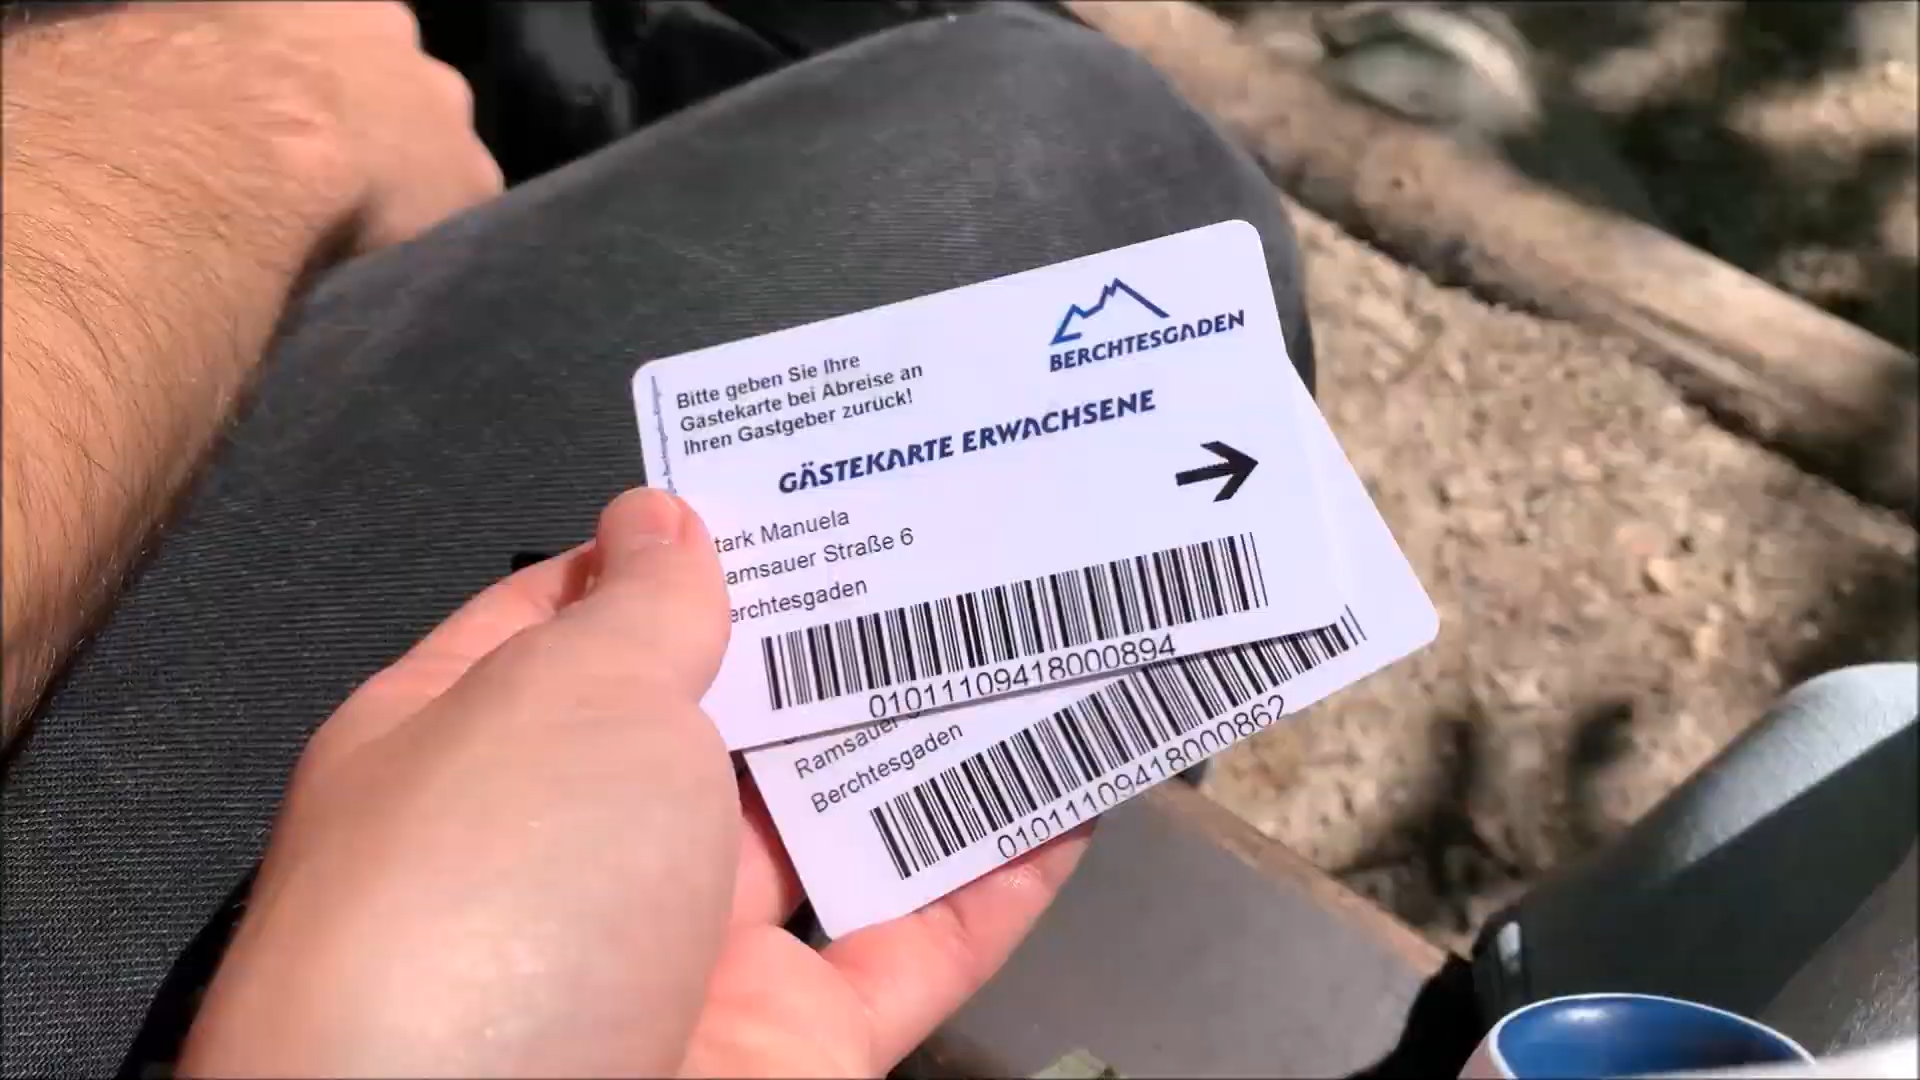 Bitte geben Sie Ihre
Gästekarte bei Abreise an
Ihren Gastgeber zurück!
BERCHTESGADEN
GÄSTEKARTE ERWACHSENE
tark Manuela
amsauer Straße 6
erchtesgaden
01011109418000894
Ramsauer
Berchtesgaden
01011109418000862